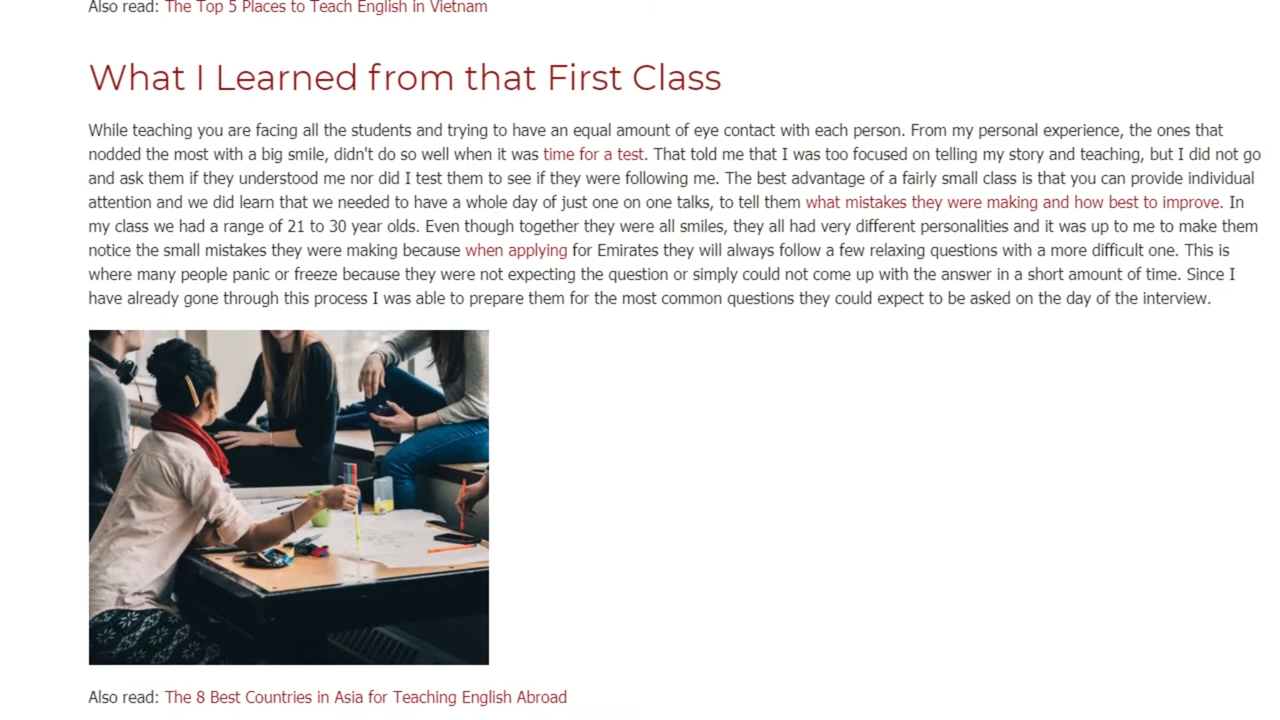 Also read: The Top 5 Places to Teach English in Vietnam
What I Learned from that First Class
While teaching you are facing all the students and trying to have an equal amount of eye contact with each person. From my personal experience, the ones that
nodded the most with a big smile, didn't do so well when it was time for a test. That told me that I was too focused on telling my story and teaching, but I did not go
and ask them if they understood me nor did I test them to see if they were following me. The best advantage of a fairly small class is that you can provide individual
attention and we did learn that we needed to have a whole day of just one on one talks, to tell them what mistakes they were making and how best to improve. In
my class we had a range of 21 to 30 year olds. Even though together they were all smiles, they all had very different personalities and it was up to me to make them
notice the small mistakes they were making because when applying for Emirates they will always follow a few relaxing questions with a more difficult one. This is
where many people panic or freeze because they were not expecting the question or simply could not come up with the answer in a short amount of time. Since I
have already gone through this process I was able to prepare them for the most common questions they could expect to be asked on the day of the interview.
Also read: The 8 Best Countries in Asia for Teaching English Abroad